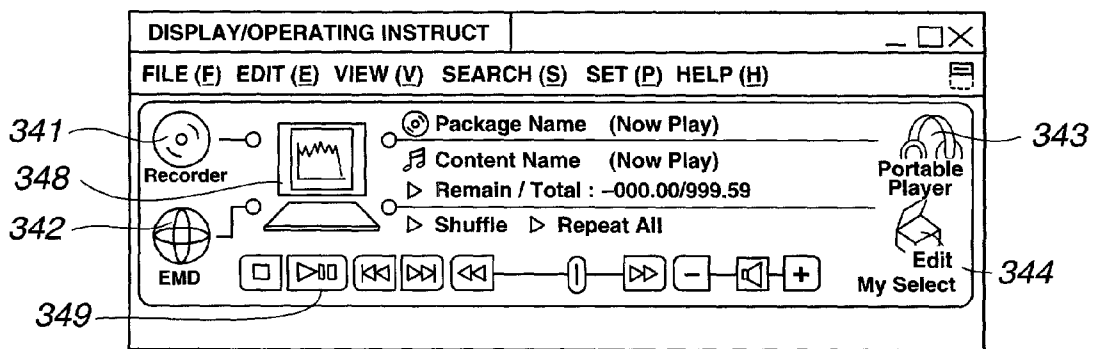 DISPLAY/OPERATING INSTRUCT
FILE (F) EDIT (E) VIEW (V) SEARCH (S) SET (P) HELP (H)
341
Recorder
348
342
EMD
349
Package Name (Now Play)
Content Name (Now Play)
Remain / Total : –000.00/999.59
Shuffle Repeat All
343
Portable
Player
Edit
344
My Select